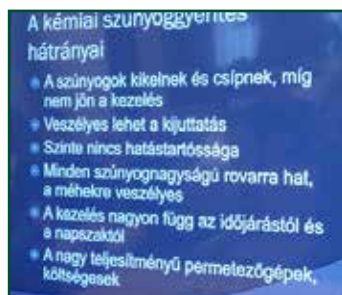 A kémiai szúnyoggyérítés
hátrányai
A szúnyogok kikelnek és csípnek, míg
nem jön a kezelés
Veszélyes lehet a kijuttatás
Szinte nincs hatástartóssága
Minden szúnyognagyságú rovarra hat,
a méhekre veszélyes
A kezelés nagyon függ az időjárástól és
a napszaktól
A nagy teljesítményű permetezőgépek,
költségesek